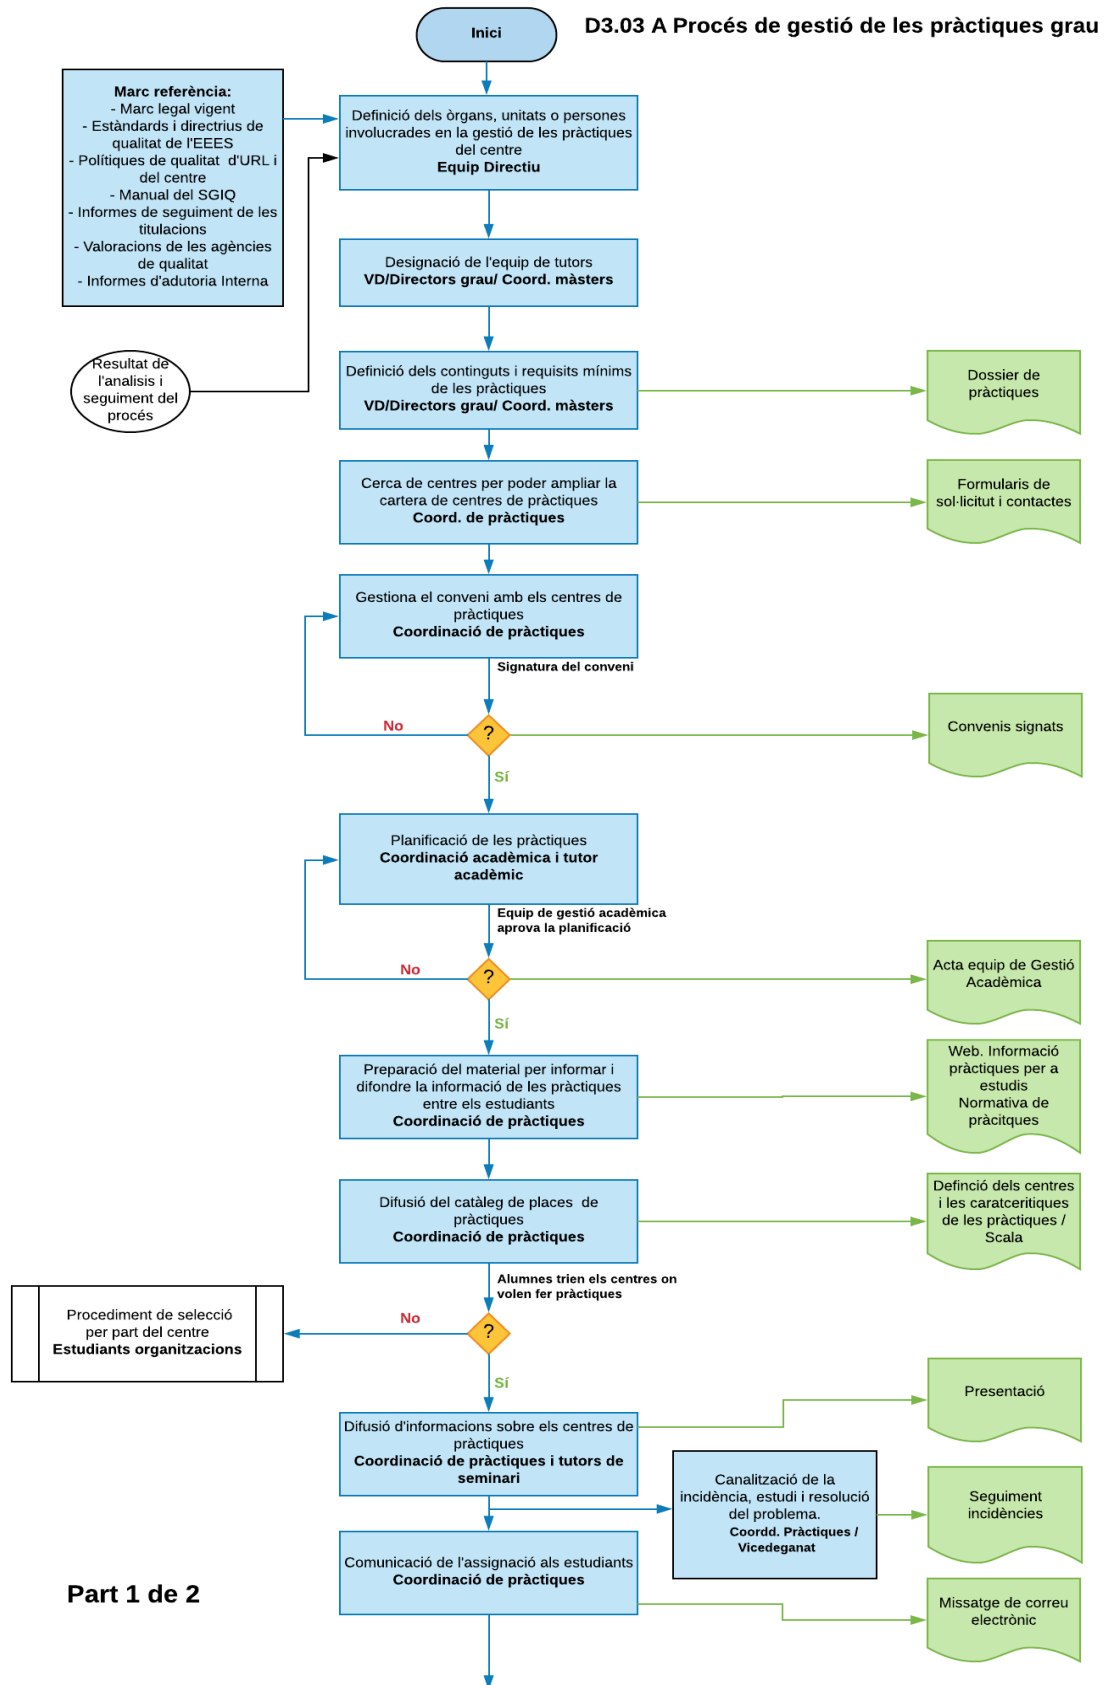 Inici
D3.03 A Procés de gestió de les pràctiques grau
Marc referència:
- Marc legal vigent
- Estàndards i directrius de
qualitat de l'EEES
- Polítiques de qualitat d'URL i
del centre
- Manual del SGIQ
- Informes de seguiment de les
titulacions
- Valoracions de les agències
de qualitat
- Informes d'adutoria Interna
Definició dels òrgans, unitats o persones
involucrades en la gestió de les pràctiques
del centre
Equip Directiu
Designació de l'equip de tutors
VD/Directors grau/ Coord. màsters
Resultat de
l'analisis i
seguiment del
procés
Definició dels continguts i requisits mínims
de les pràctiques
VD/Directors grau/ Coord. màsters
Dossier de
pràctiques
Cerca de centres per poder ampliar la
cartera de centres de pràctiques
Coord. de pràctiques
Formularis de
sol·licitut i contactes
Gestiona el conveni amb els centres de
pràctiques
Coordinació de pràctiques
Signatura del conveni
No
?
Sí
Convenis signats
Planificació de les pràctiques
Coordinació acadèmica i tutor
acadèmic
Equip de gestió acadèmica
aprova la planificació
No
?
Sí
Acta equip de Gestió
Acadèmica
Preparació del material per informar i
difondre la informació de les pràctiques
entre els estudiants
Coordinació de pràctiques
Web. Informació
pràctiques per a
estudis
Normativa de
pràcitques
Difusió del catàleg de places de
pràctiques
Coordinació de pràctiques
Definció dels centres
i les caratceritiques
de les pràctiques /
Scala
Alumnes trien els centres on
volen fer pràctiques
No
?
Sí
Procediment de selecció
per part del centre
Estudiants organitzacions
Difusió d'informacions sobre els centres de
pràctiques
Coordinació de pràctiques i tutors de
seminari
Presentació
Canalització de la
incidència, estudi i resolució
del problema.
Coordd. Pràctiques /
Vicedeganat
Seguiment
incidències
Comunicació de l'assignació als estudiants
Coordinació de pràctiques
Missatge de correu
electrònic
Part 1 de 2